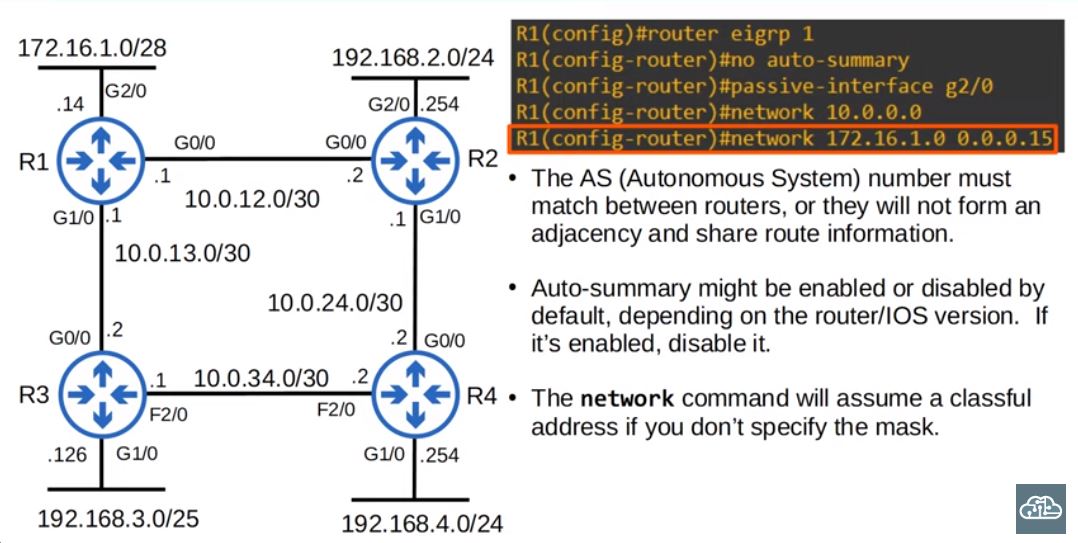 172.16.1.0/28
192.168.2.0/24
G2/0
.14
G2/0
.254
R1
G0/0
G0/0
R2
.1
.2
10.0.12.0/30
G1/0
.1
.1
G1/0
10.0.13.0/30
10.0.24.0/30
G0/0
.2
.2
G0/0
R3
.1
10.0.34.0/30
.2
R4
F2/0
F2/0
.126
G1/0
G1/0
.254
192.168.3.0/25
192.168.4.0/24
R1(config)#router eigrp 1
R1(config-router)#no auto-summary
R1(config-router)#passive-interface g2/0
R1(config-router)#network 10.0.0.0
R1(config-router)#network 172.16.1.0 0.0.0.15
• The AS (Autonomous System) number must
match between routers, or they will not form an
adjacency and share route information.
• Auto-summary might be enabled or disabled by
default, depending on the router/IOS version.  If
it's enabled, disable it.
• The network command will assume a classful
address if you don't specify the mask.